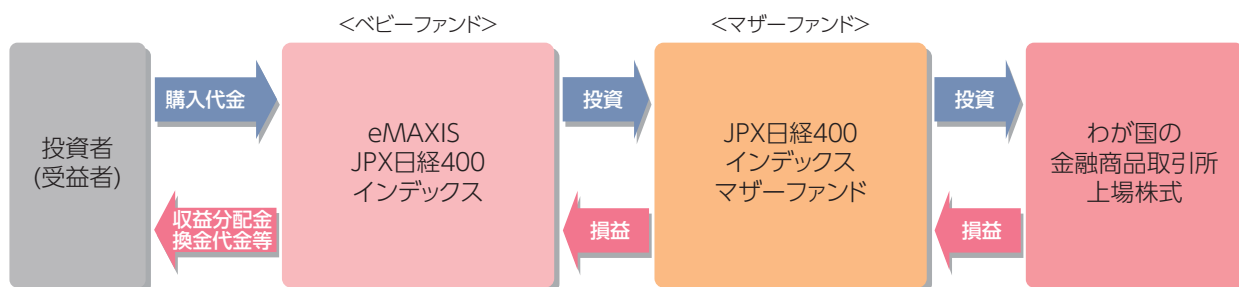 <ベビーファンド>
<マザーファンド>
投資者
(受益者)
購入代金
収益分配金
換金代金等
eMAXIS
JPX日経400
インデックス
投資
損益
JPX日経400
インデックス
マザーファンド
投資
損益
わが国の
金融商品取引所
上場株式